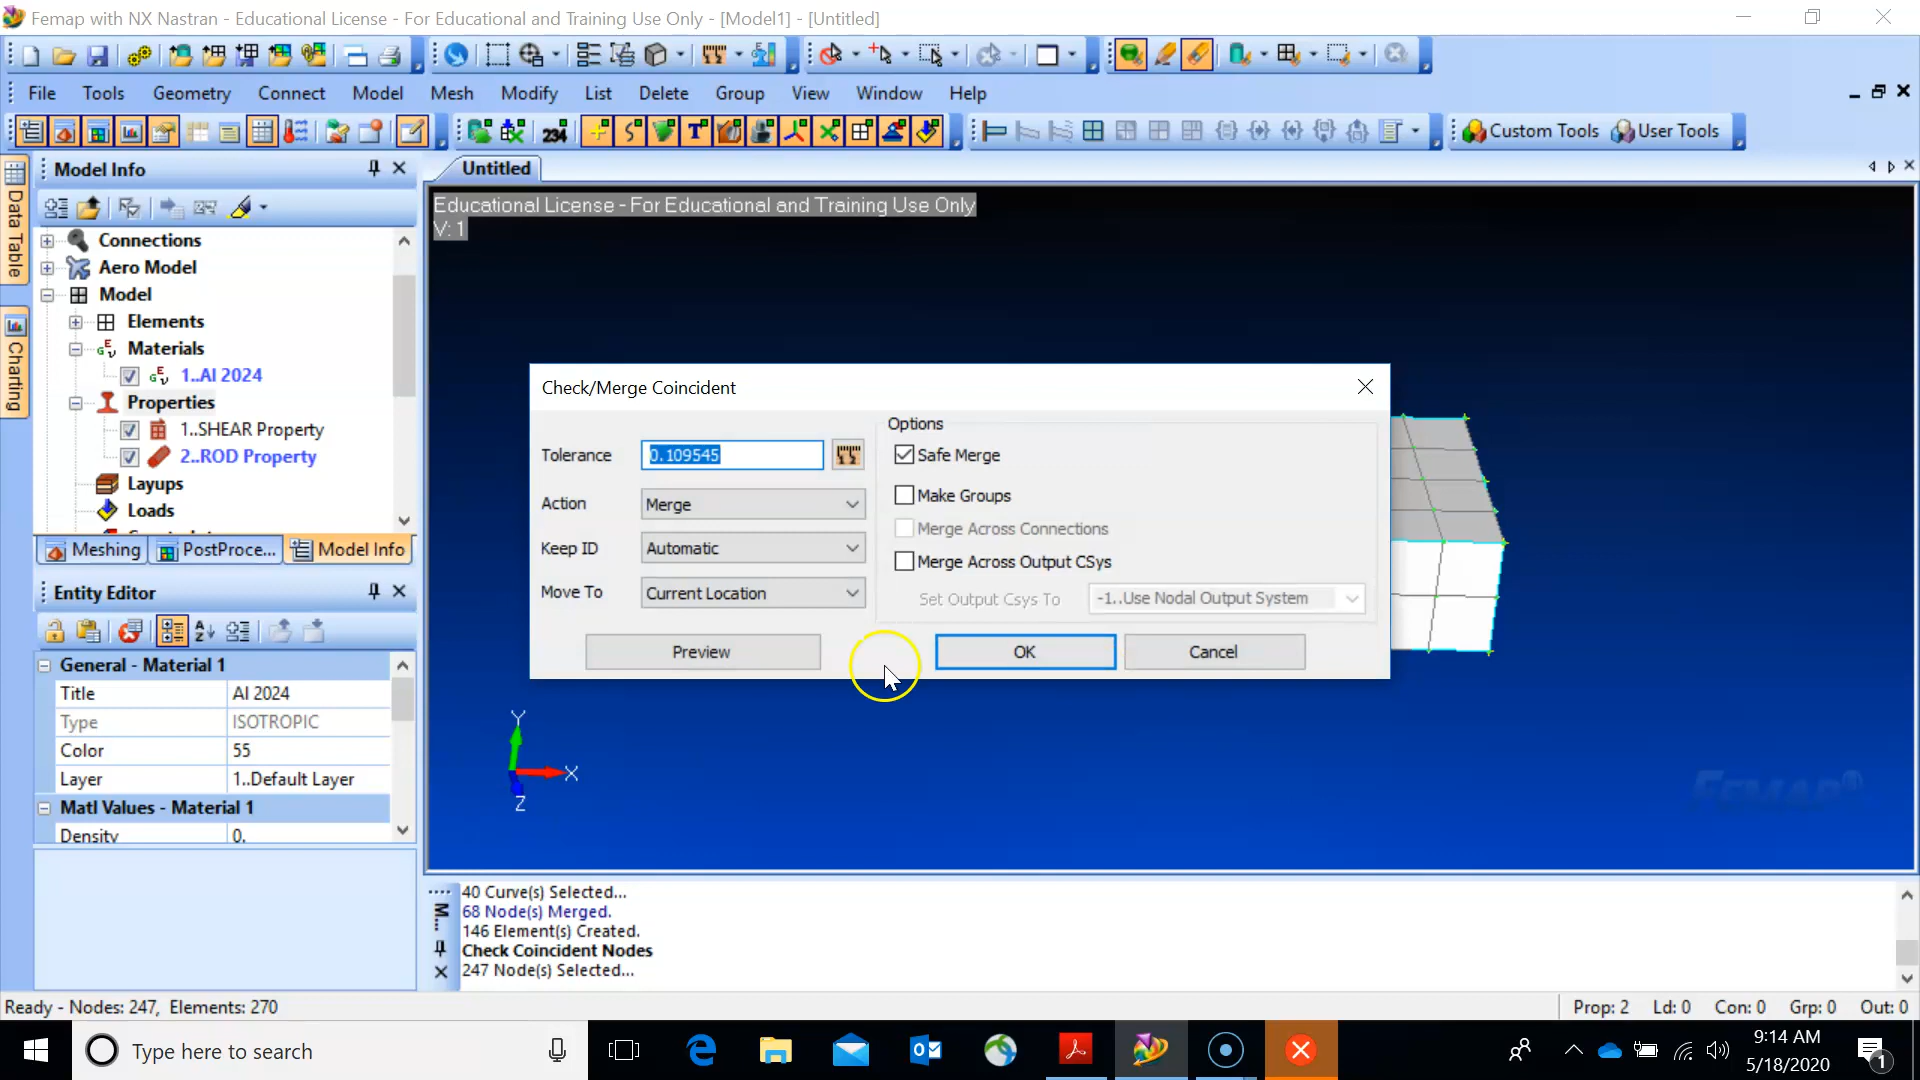 Femap with NX Nastran - Educational License - For Educational and Training Use Only - [Model1] - [Untitled]
File Tools Geometry Connect Model Mesh Modify List Delete Group View Window Help
234
Custom Tools User Tools
Model Info
Untitled
Data Table
Charting
Educational License - For Educational and Training Use Only
V: 1
Connections
Aero Model
Model
Elements
Materials
1..Al 2024
Properties
1..SHEAR Property
2..ROD Property
Layups
Loads
Meshing PostProce... Model Info
Check/Merge Coincident
Tolerance 0.109545
Action Merge
Keep ID Automatic
Move To Current Location
Options
Safe Merge
Make Groups
Merge Across Connections
Merge Across Output CSys
Set Output Csys To -1..Use Nodal Output System
Preview OK Cancel
Entity Editor
General - Material 1
Title Al 2024
Type ISOTROPIC
Color 55
Layer 1..Default Layer
Matl Values - Material 1
Density 0.
Y
X
Z
FEMAP
M...
40 Curve(s) Selected...
68 Node(s) Merged.
146 Element(s) Created.
Check Coincident Nodes
247 Node(s) Selected...
Ready - Nodes: 247, Elements: 270
Prop: 2 Ld: 0 Con: 0 Grp: 0 Out: 0
Type here to search
9:14 AM
5/18/2020
1